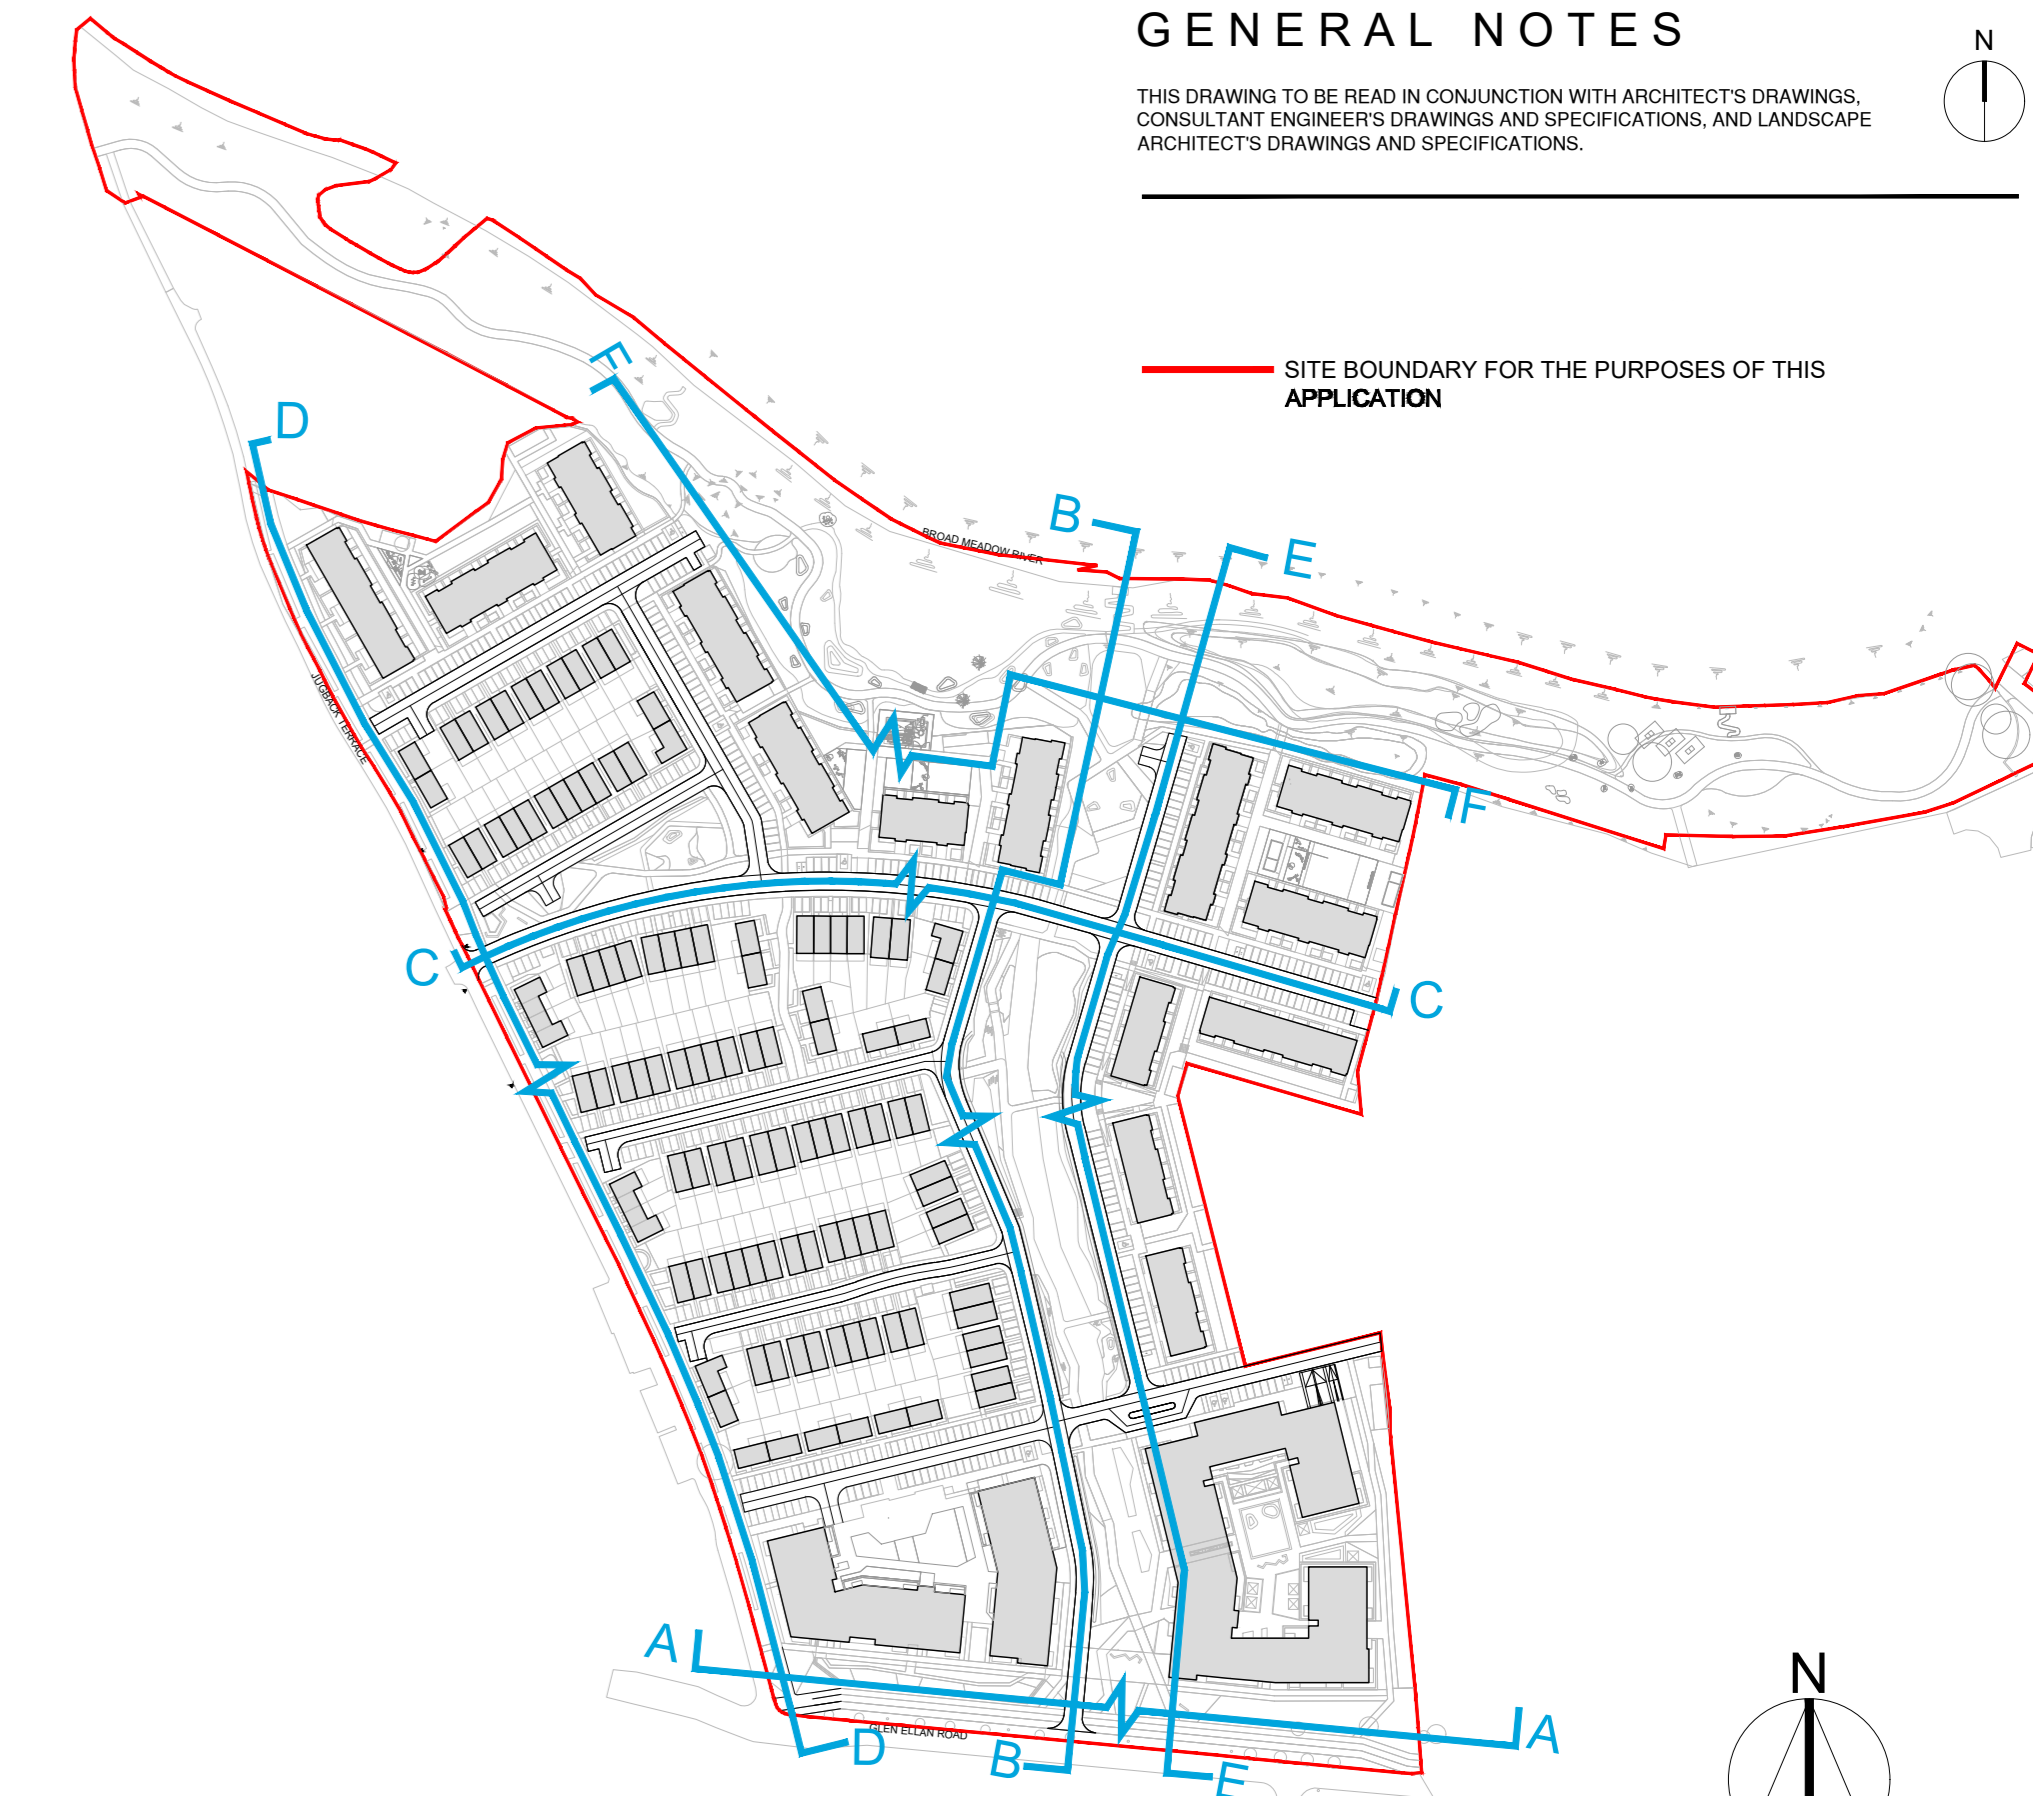 GENERAL NOTES
N
THIS DRAWING TO BE READ IN CONJUNCTION WITH ARCHITECT'S DRAWINGS,
CONSULTANT ENGINEER'S DRAWINGS AND SPECIFICATIONS, AND LANDSCAPE
ARCHITECT'S DRAWINGS AND SPECIFICATIONS.
SITE BOUNDARY FOR THE PURPOSES OF THIS
APPLICATION
F
D
B
E
BROAD MEADOW RIVER
JUGBACK TERRACE
F
C
C
A
A
D
GLEN ELLAN ROAD
B
E
N